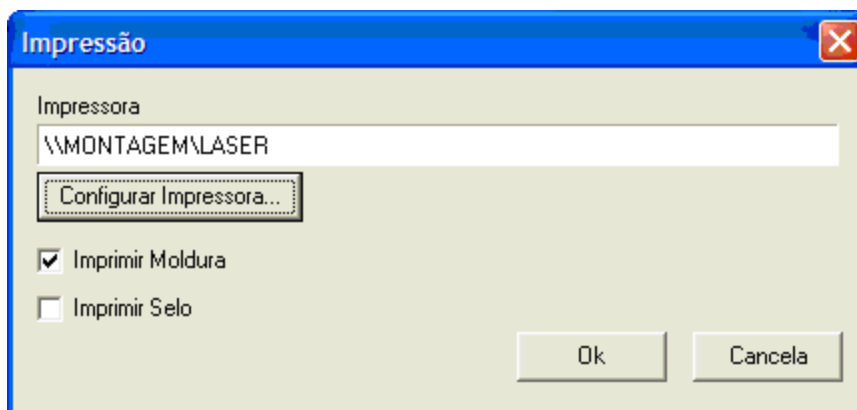 Impressão
Impressora
\\MONTAGEM\LASER
Configurar Impressora...
Imprimir Moldura
Imprimir Selo
Ok
Cancela